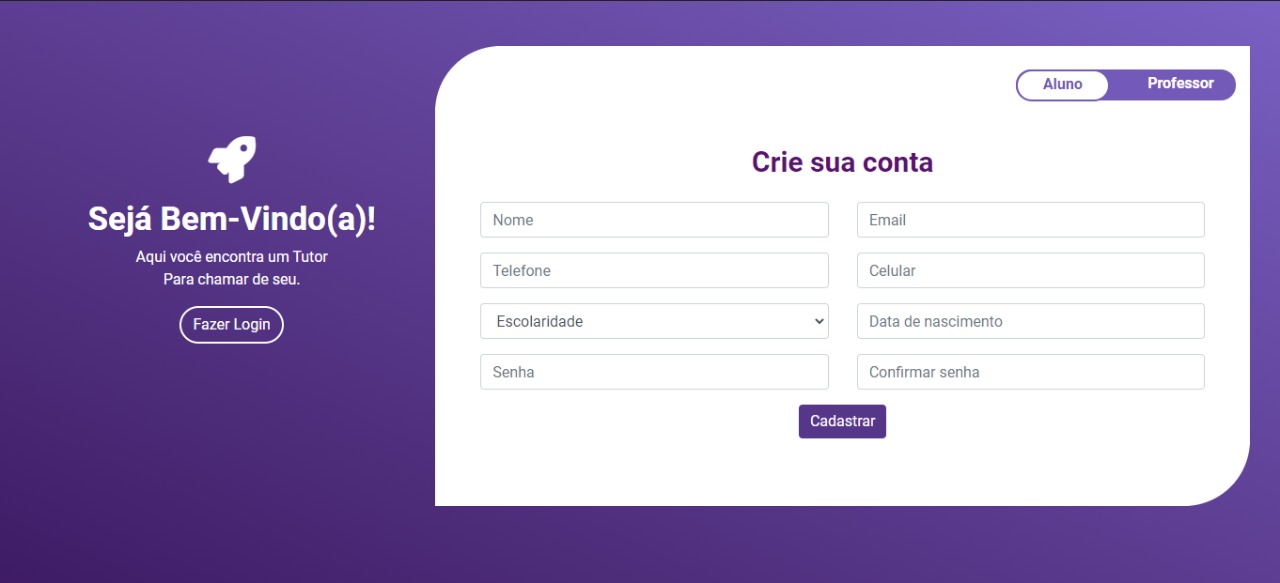 Sejá Bem-Vindo(a)!
Aqui você encontra um Tutor
Para chamar de seu.
Fazer Login
Aluno Professor
Crie sua conta
Nome Email
Telefone Celular
Escolaridade Data de nascimento
Senha Confirmar senha
Cadastrar